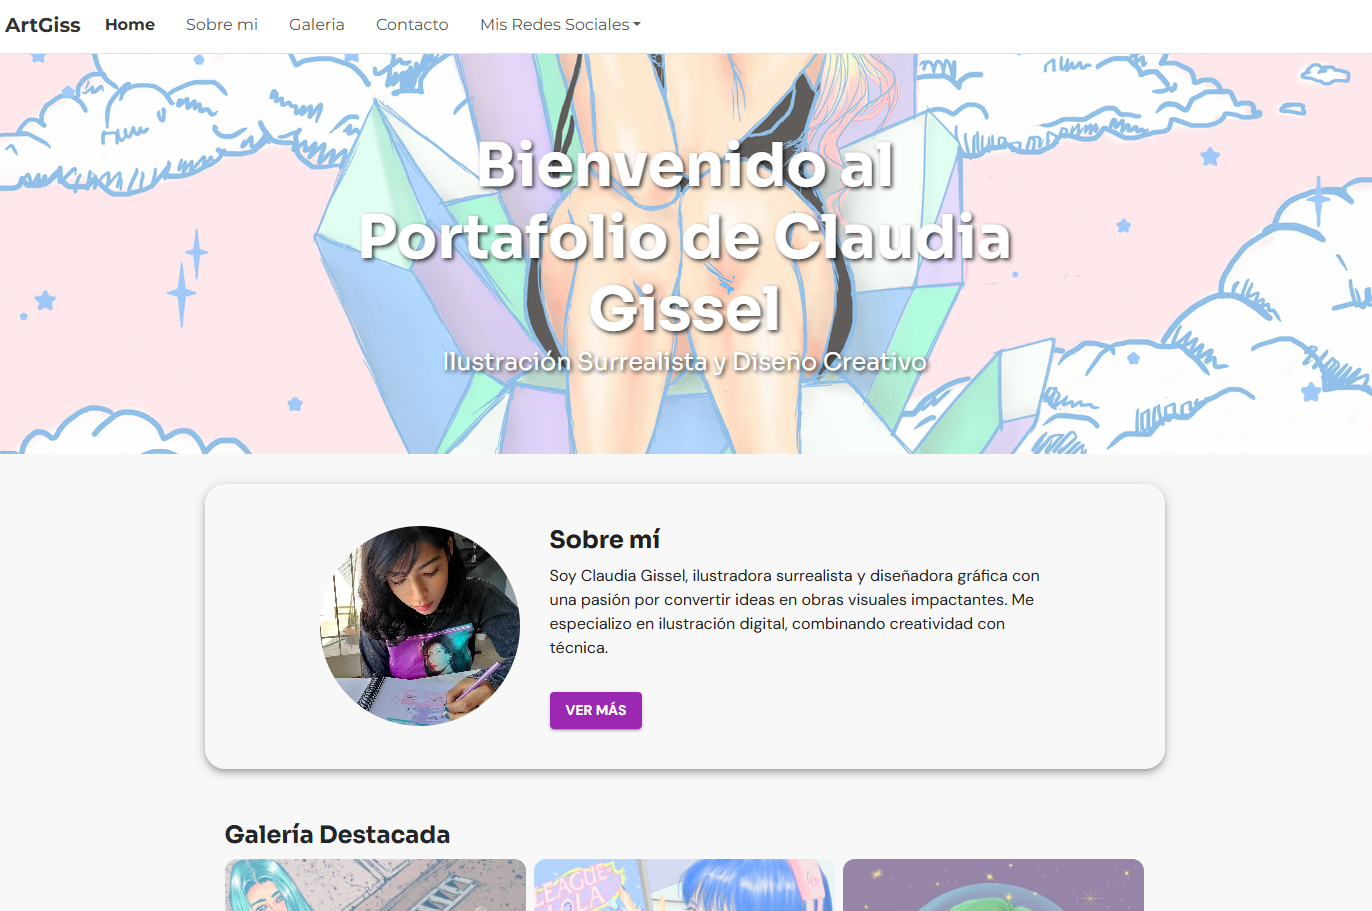 ArtGiss Home Sobre mi Galeria Contacto Mis Redes Sociales
Bienvenido al
Portafolio de Claudia
Gissel
Ilustración Surrealista y Diseño Creativo
Sobre mí
Soy Claudia Gissel, ilustradora surrealista y diseñadora gráfica con
una pasión por convertir ideas en obras visuales impactantes. Me
especializo en ilustración digital, combinando creatividad con
técnica.
VER MÁS
Galería Destacada
LEAGUE
LOLA